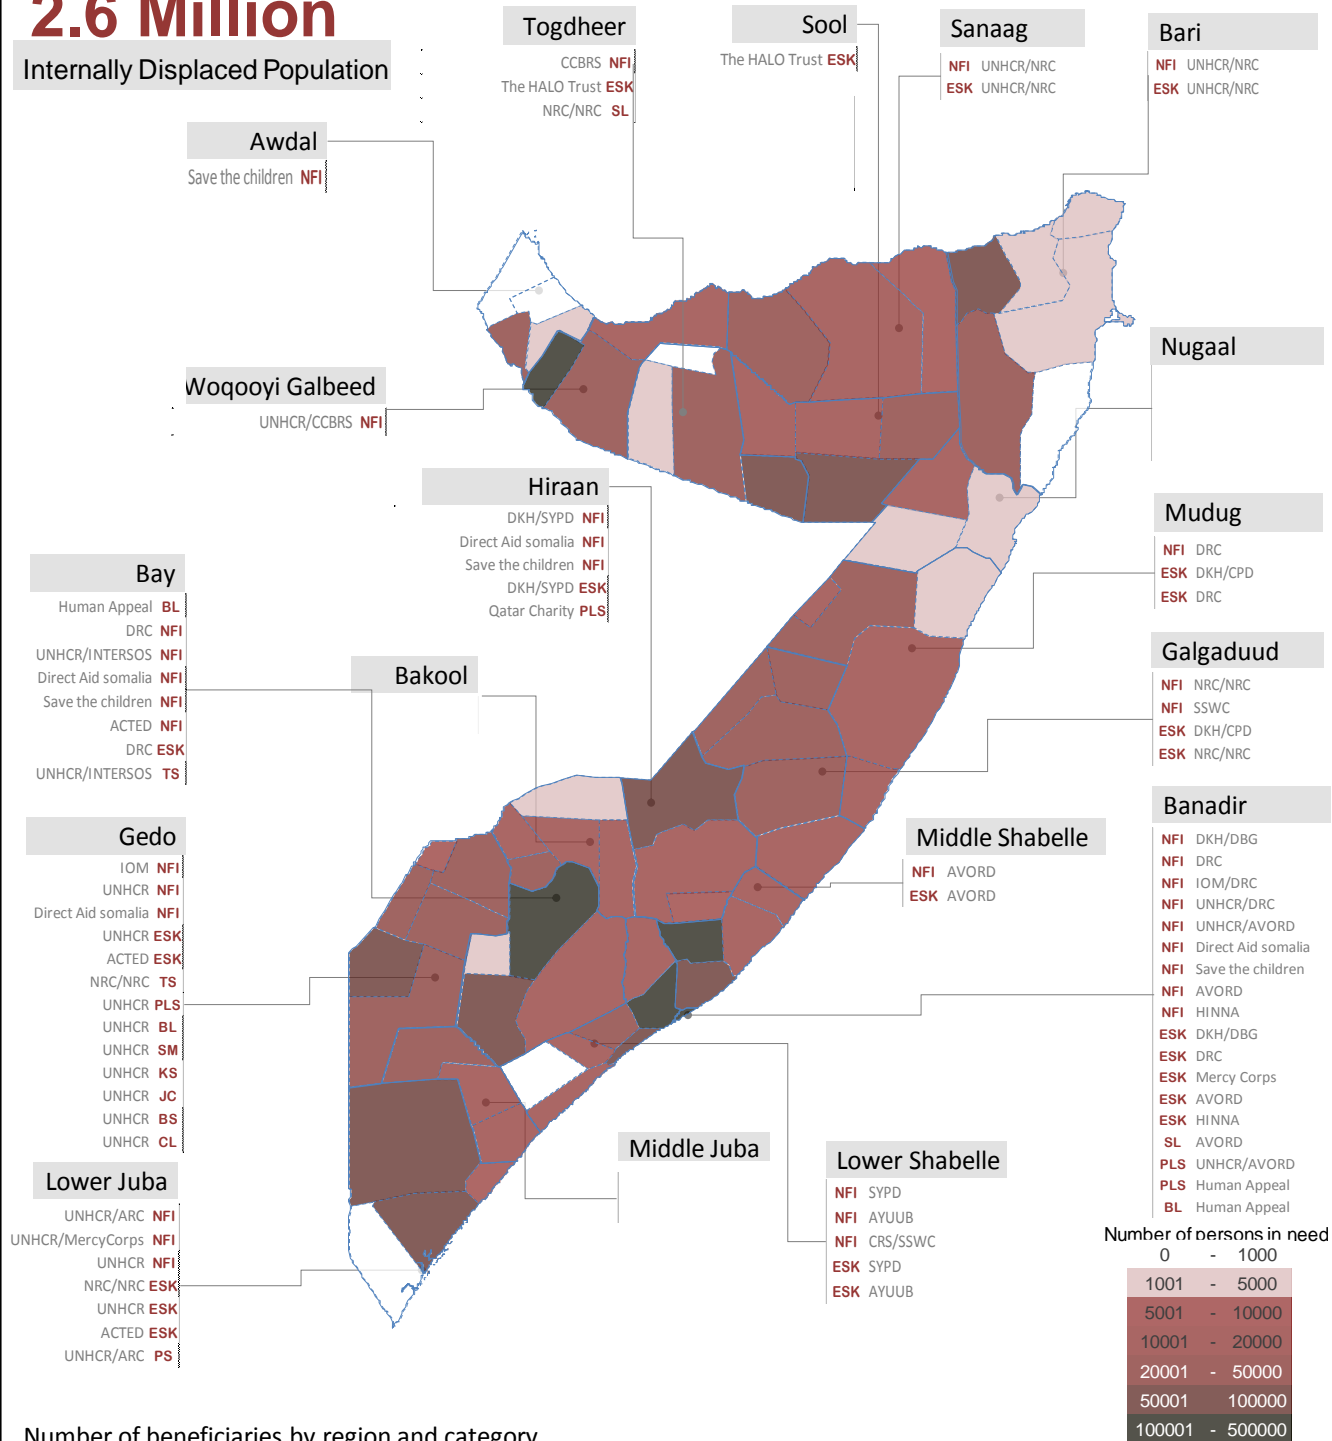 2.6 Million
Internally Displaced Population
Togdheer
CCBRS NFI
The HALO Trust ESK
NRC/NRC SL
Sool
The HALO Trust ESK
Sanaag
NFI UNHCR/NRC
ESK UNHCR/NRC
Bari
NFI UNHCR/NRC
ESK UNHCR/NRC
Awdal
Save the children NFI
Woqooyi Galbeed
UNHCR/CCBRS NFI
Nugaal
Hiraan
DKH/SYPD NFI
Direct Aid somalia NFI
Save the children NFI
DKH/SYPD ESK
Qatar Charity PLS
Mudug
NFI DRC
ESK DKH/CPD
ESK DRC
Bay
Human Appeal BL
DRC NFI
UNHCR/INTERSOS NFI
Direct Aid somalia NFI
Save the children NFI
ACTED NFI
DRC ESK
UNHCR/INTERSOS TS
Bakool
Galgaduud
NFI NRC/NRC
NFI SSWC
ESK DKH/CPD
ESK NRC/NRC
Gedo
IOM NFI
UNHCR NFI
Direct Aid somalia NFI
UNHCR ESK
ACTED ESK
NRC/NRC TS
UNHCR PLS
UNHCR BL
UNHCR SM
UNHCR KS
UNHCR JC
UNHCR BS
UNHCR CL
Middle Shabelle
NFI AVORD
ESK AVORD
Banadir
NFI DKH/DBG
NFI DRC
NFI IOM/DRC
NFI UNHCR/DRC
NFI UNHCR/AVORD
NFI Direct Aid somalia
NFI Save the children
NFI AVORD
NFI HINNA
ESK DKH/DBG
ESK DRC
ESK Mercy Corps
ESK AVORD
ESK HINNA
SL AVORD
PLS UNHCR/AVORD
PLS Human Appeal
BL Human Appeal
Lower Juba
UNHCR/ARC NFI
UNHCR/MercyCorps NFI
UNHCR NFI
NRC/NRC ESK
UNHCR ESK
ACTED ESK
UNHCR/ARC PS
Middle Juba
Lower Shabelle
NFI SYPD
NFI AYUUB
NFI CRS/SSWC
ESK SYPD
ESK AYUUB
Number of persons in need
0 - 1000
1001 - 5000
5001 - 10000
10001 - 20000
20001 - 50000
50001 100000
100001 - 500000
Number of beneficiaries by region and category